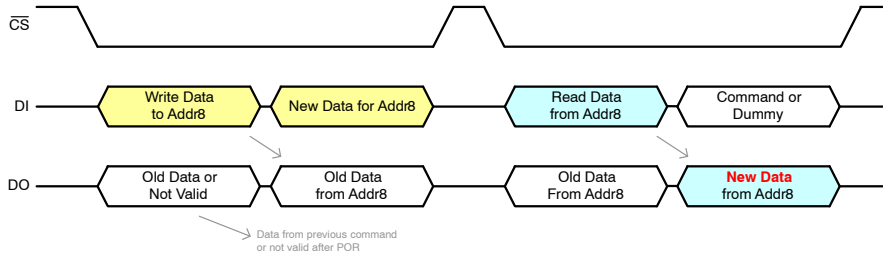 CS
DI
Write Data
to Addr8
New Data for Addr8
Read Data
from Addr8
Command or
Dummy
DO
Old Data or
Not Valid
Old Data
from Addr8
Old Data
From Addr8
New Data
from Addr8
Data from previous command
or not valid after POR